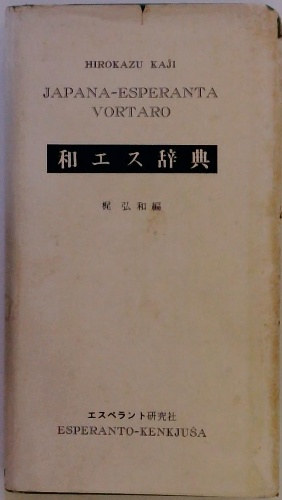 HIROKAZU KAĴI
JAPANA-ESPERANTA
VORTARO
和エス辞典
梶 弘和編
エスペラント研究社
ESPERANTO-KENKJUŜA